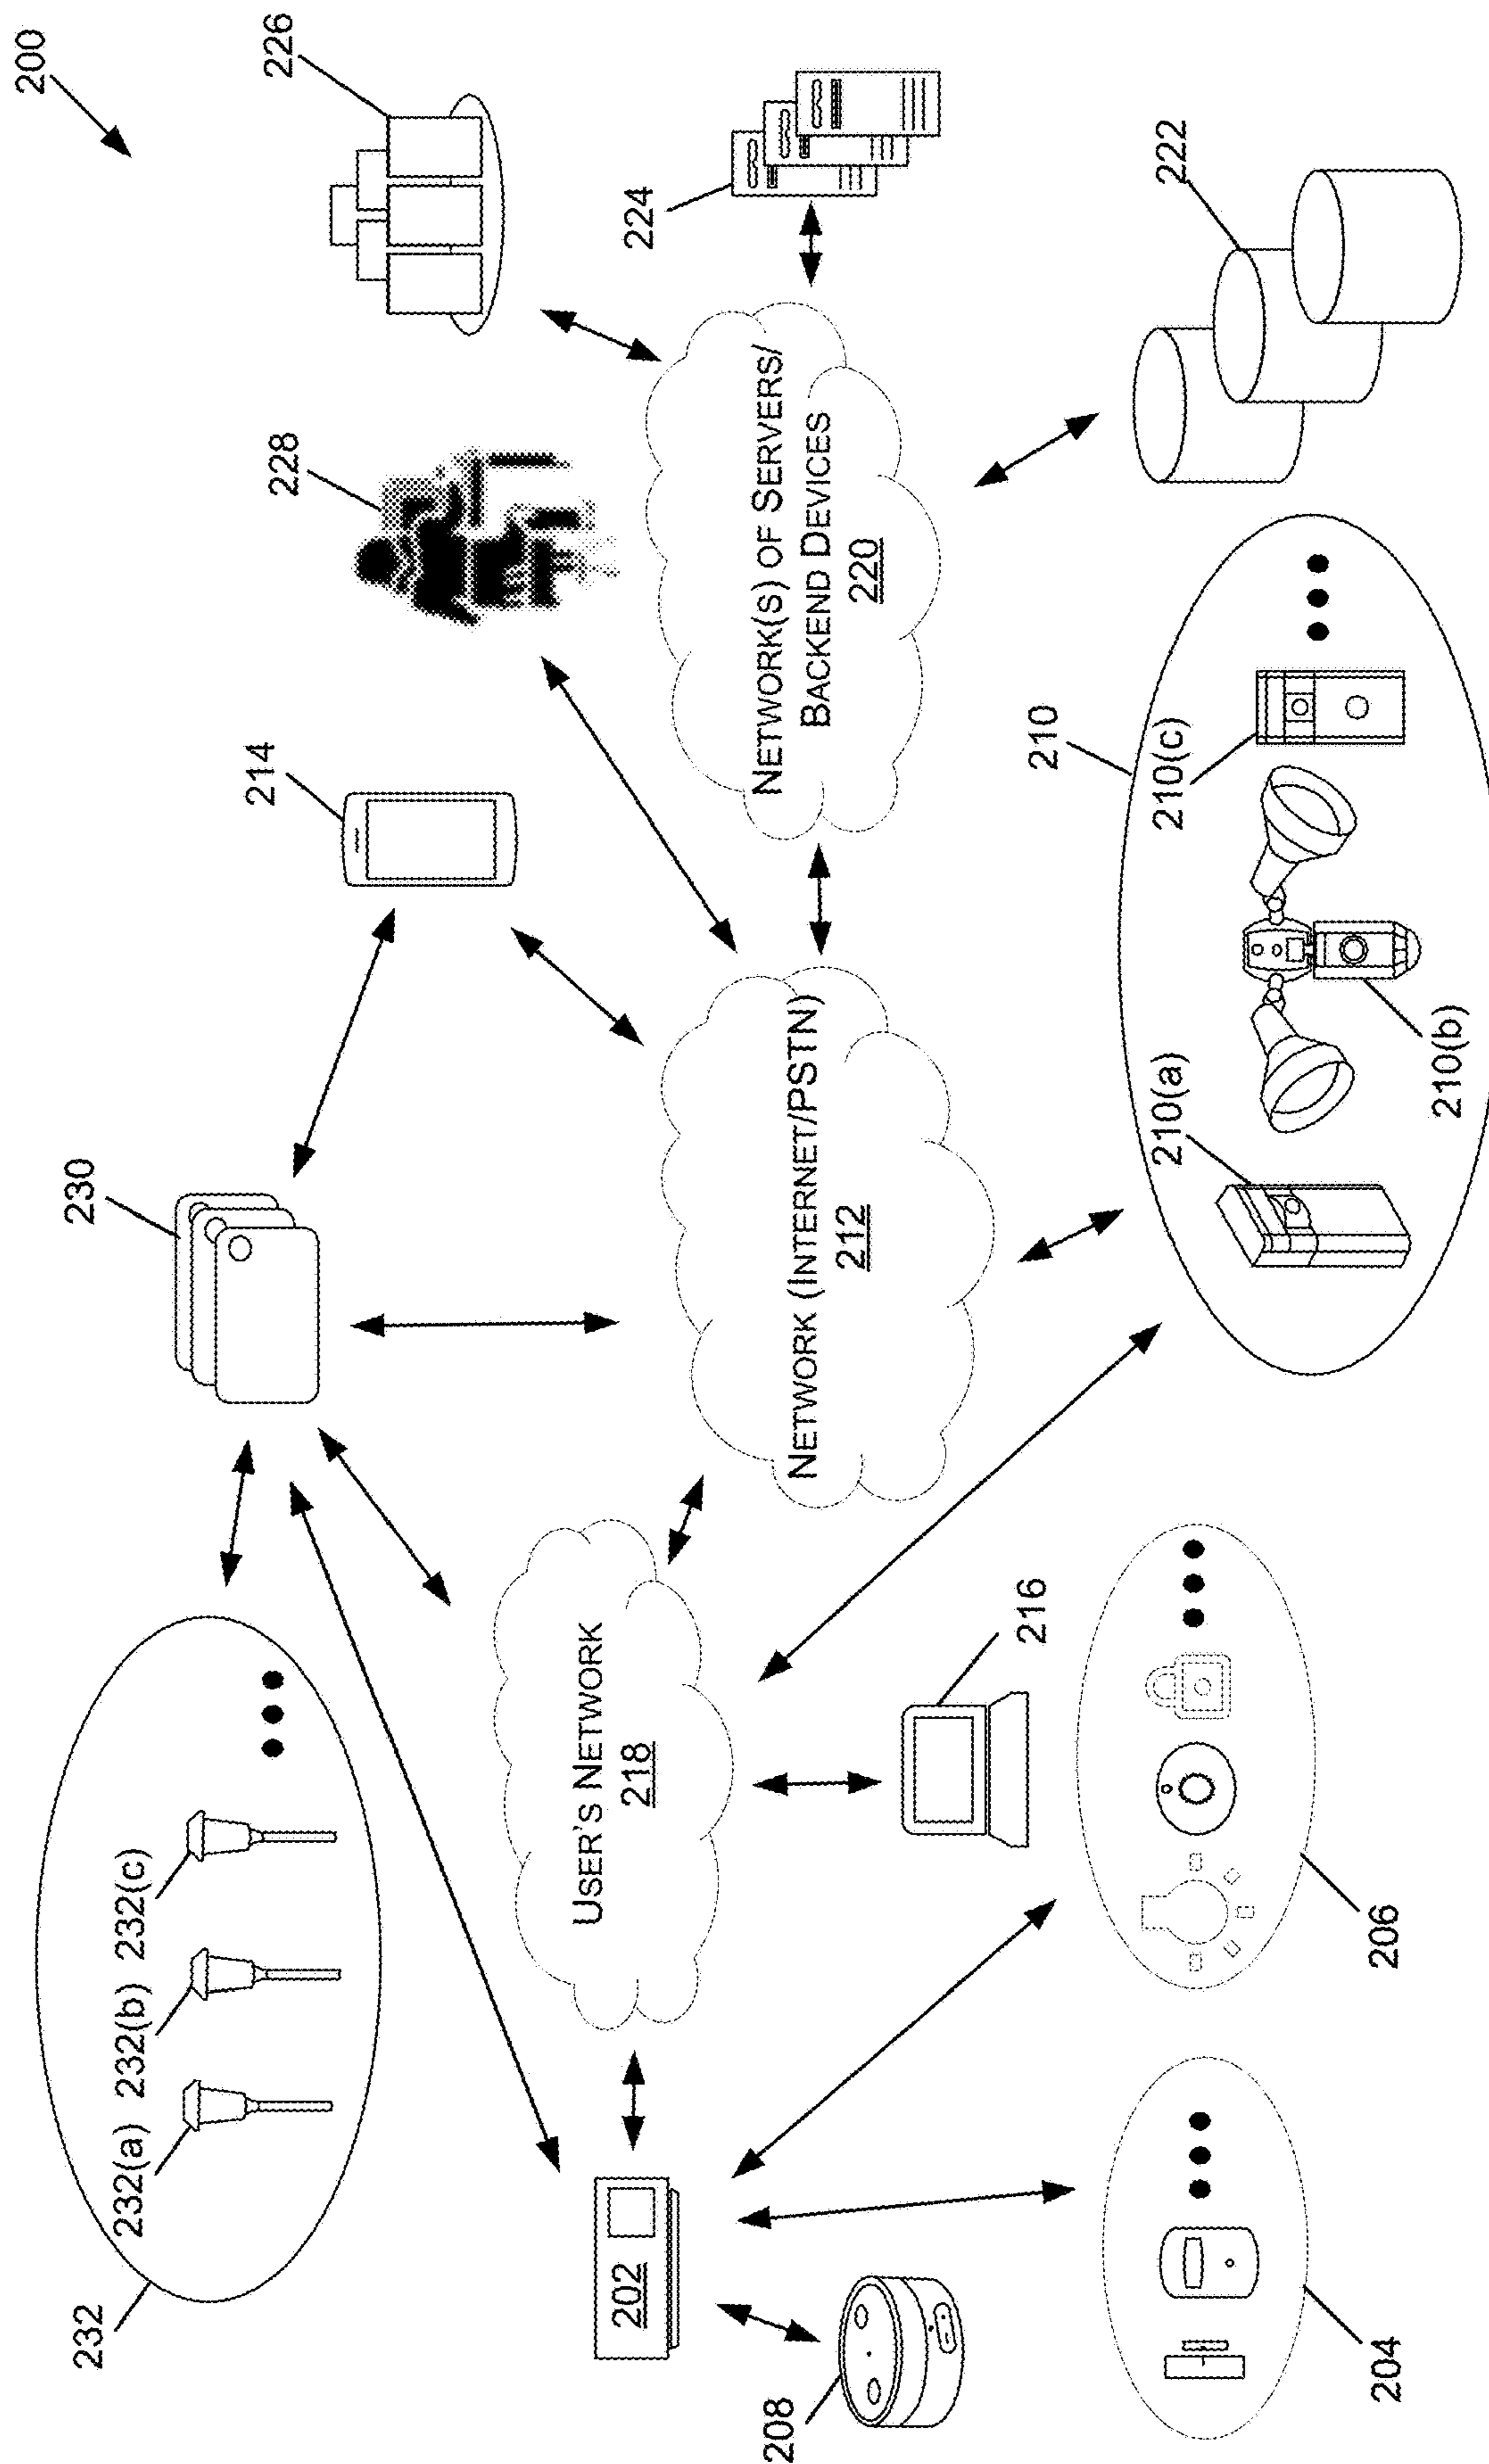 200
226
228
214
230
232
232(a)
232(b)
232(c)
224
222
NETWORK(S) OF SERVERS/
BACKEND DEVICES
220
NETWORK (INTERNET/PSTN)
212
USER'S NETWORK
218
202
208
216
210
210(a)
210(b)
210(c)
206
204